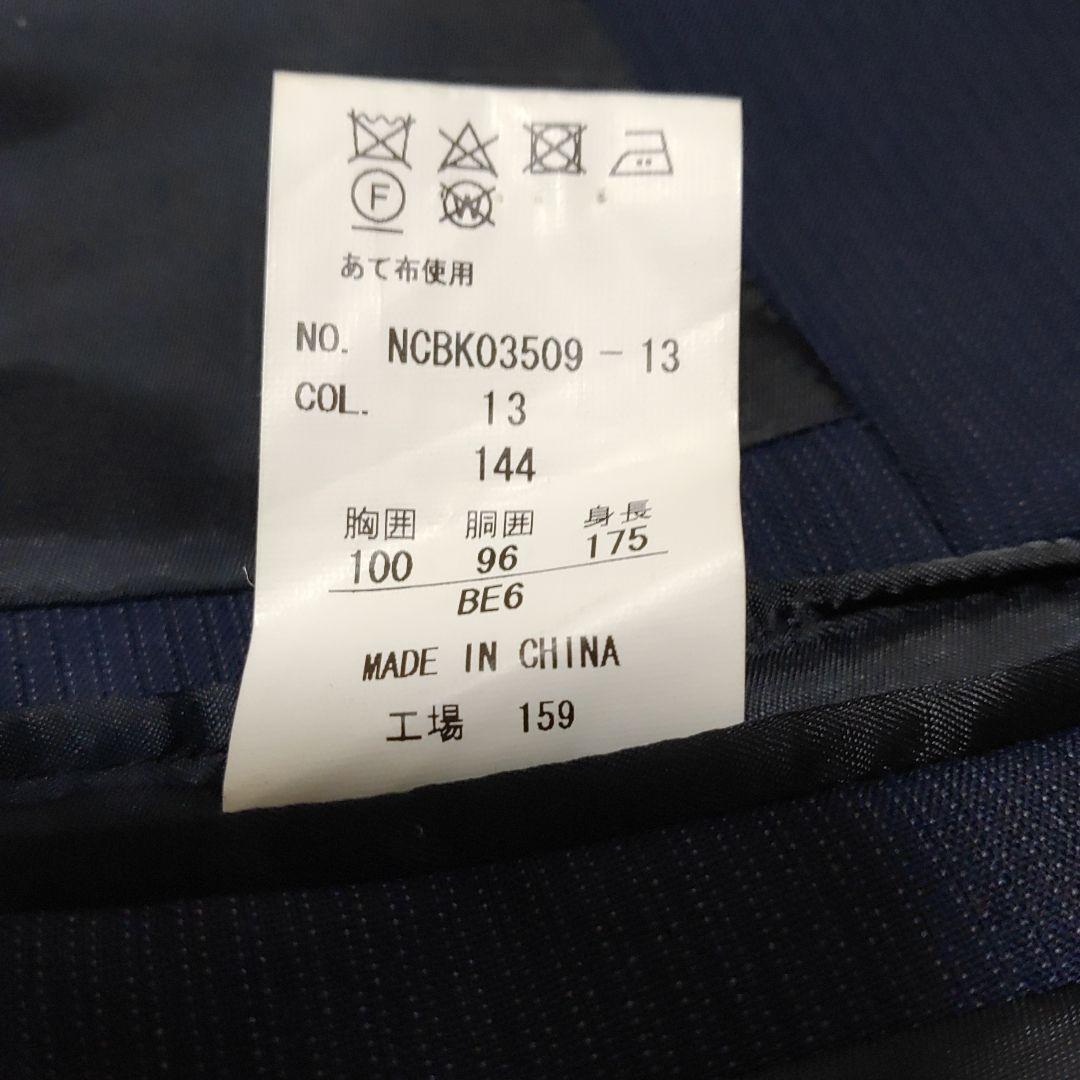 F W
あて布使用
NO. NCBK03509-13
COL. 13
144
胸囲 胴囲 身長
100 96 175
BE6
MADE IN CHINA
工場 159